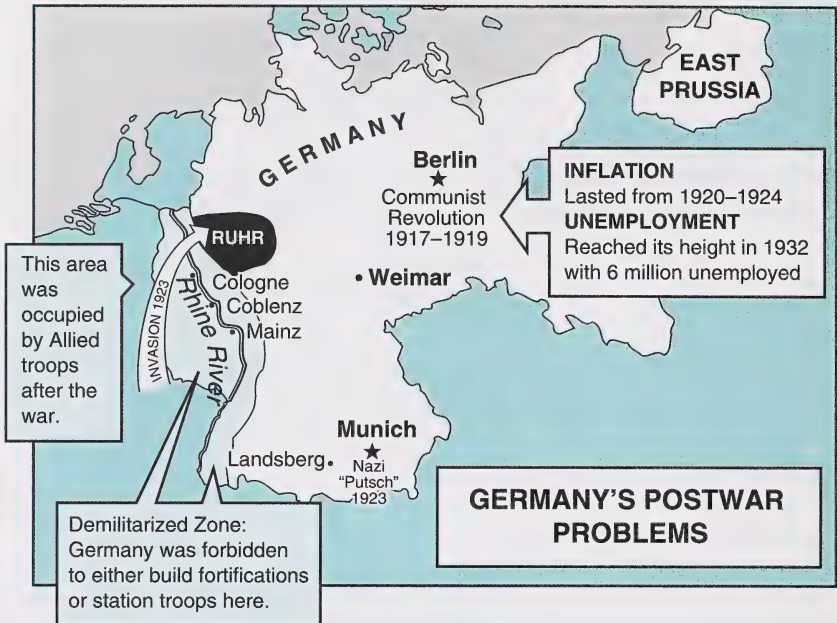 GERMANY'S POSTWAR
PROBLEMS
EAST
PRUSSIA
GERMANY
Berlin
Communist
Revolution
1917–1919
INFLATION
Lasted from 1920–1924
UNEMPLOYMENT
Reached its height in 1932
with 6 million unemployed
RUHR
This area
was
occupied
by Allied
troops
after the
war.
INVASION 1923
Rhine River
Cologne
Coblenz
Mainz
Weimar
Munich
Nazi
"Putsch"
1923
Landsberg
Demilitarized Zone:
Germany was forbidden
to either build fortifications
or station troops here.